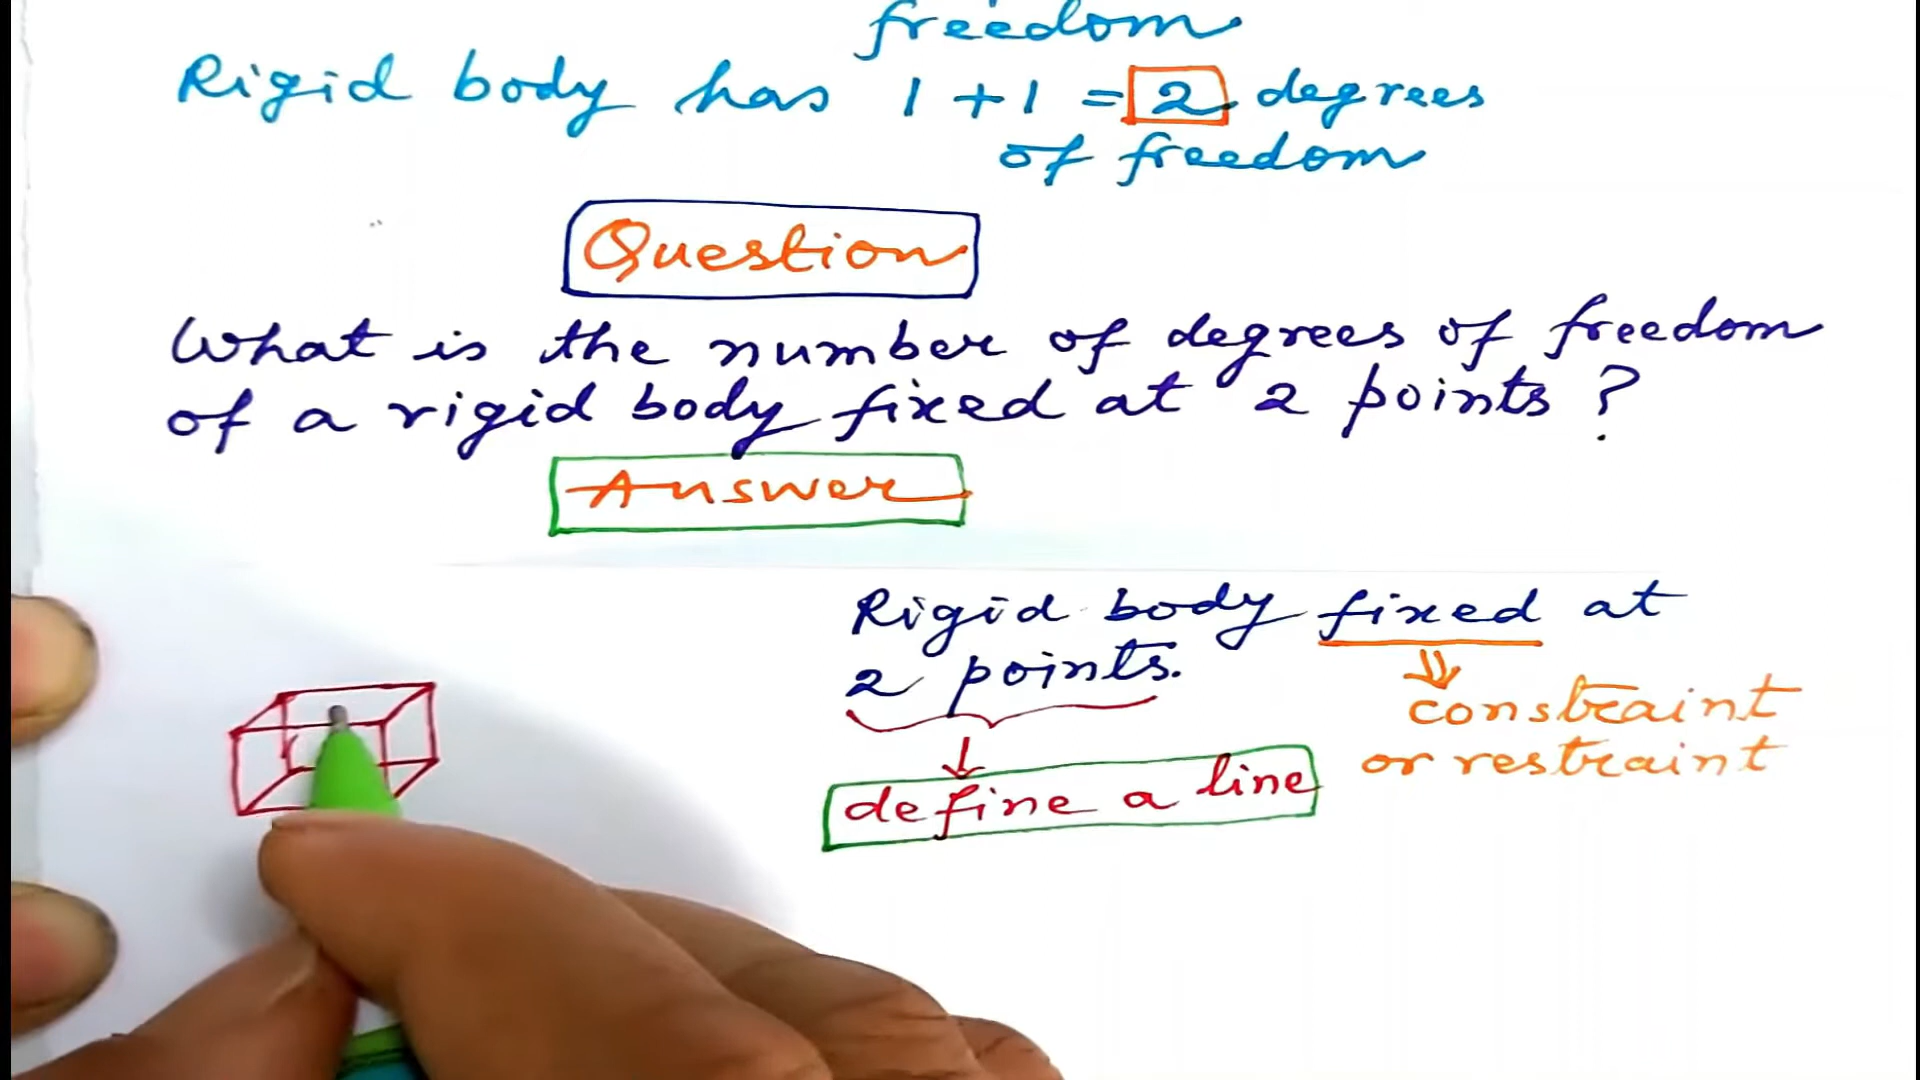 freedom
Rigid body has 1 + 1 = 2 degrees
of freedom
Question
What is the number of degrees of freedom
of a rigid body fixed at 2 points ?
Answer
Rigid body fixed at
2 points.
constraint
or restraint
define a line